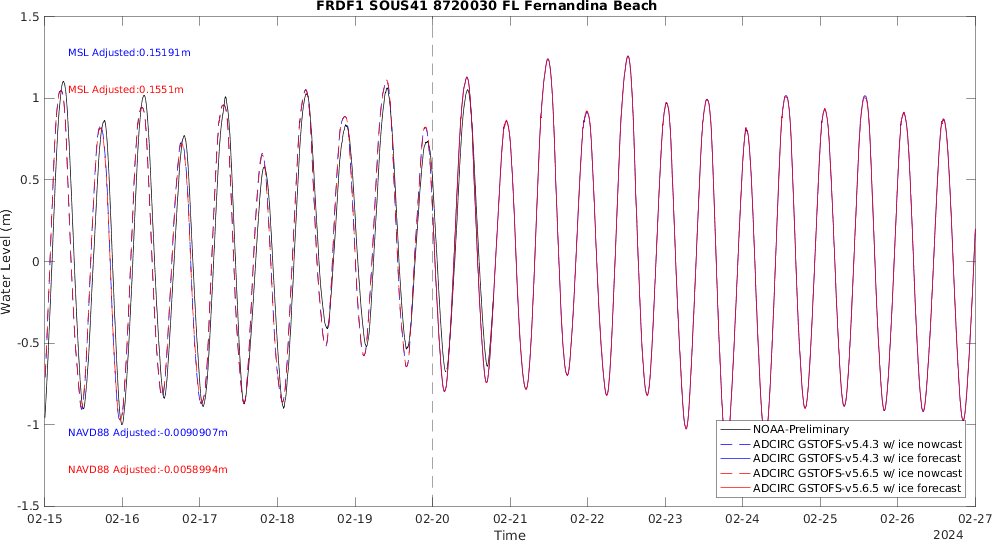 FRDF1 SOUS41 8720030 FL Fernandina Beach
1.5
MSL Adjusted:0.15191m
MSL Adjusted:0.1551m
1
0.5
Water Level (m)
0
-0.5
-1
NAVD88 Adjusted:-0.0090907m
NAVD88 Adjusted:-0.0058994m
NOAA-Preliminary
ADCIRC GSTOFS-v5.4.3 w/ ice nowcast
ADCIRC GSTOFS-v5.4.3 w/ ice forecast
ADCIRC GSTOFS-v5.6.5 w/ ice nowcast
ADCIRC GSTOFS-v5.6.5 w/ ice forecast
-1.5
02-15 02-16 02-17 02-18 02-19 02-20 02-21 02-22 02-23 02-24 02-25 02-26 02-27
Time
2024